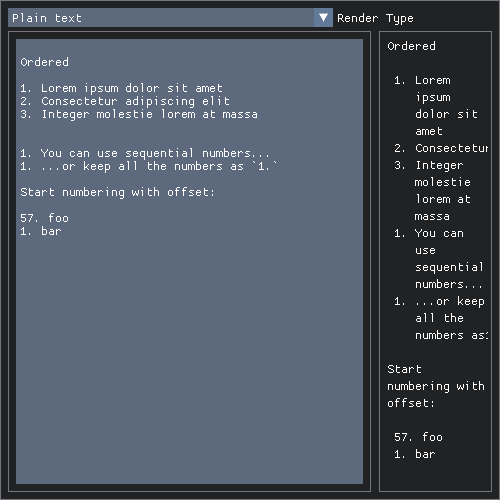 Plain text
Render Type
Ordered
1. Lorem ipsum dolor sit amet
2. Consectetur adipiscing elit
3. Integer molestie lorem at massa
1. You can use sequential numbers...
1. ...or keep all the numbers as `1.`
Start numbering with offset:
57. foo
1. bar
Ordered
1. Lorem
ipsum
dolor sit
amet
2. Consectetur
3. Integer
molestie
lorem at
massa
1. You can
use
sequential
numbers...
1. ...or keep
all the
numbers as
Start
numbering with
offset:
57. foo
1. bar